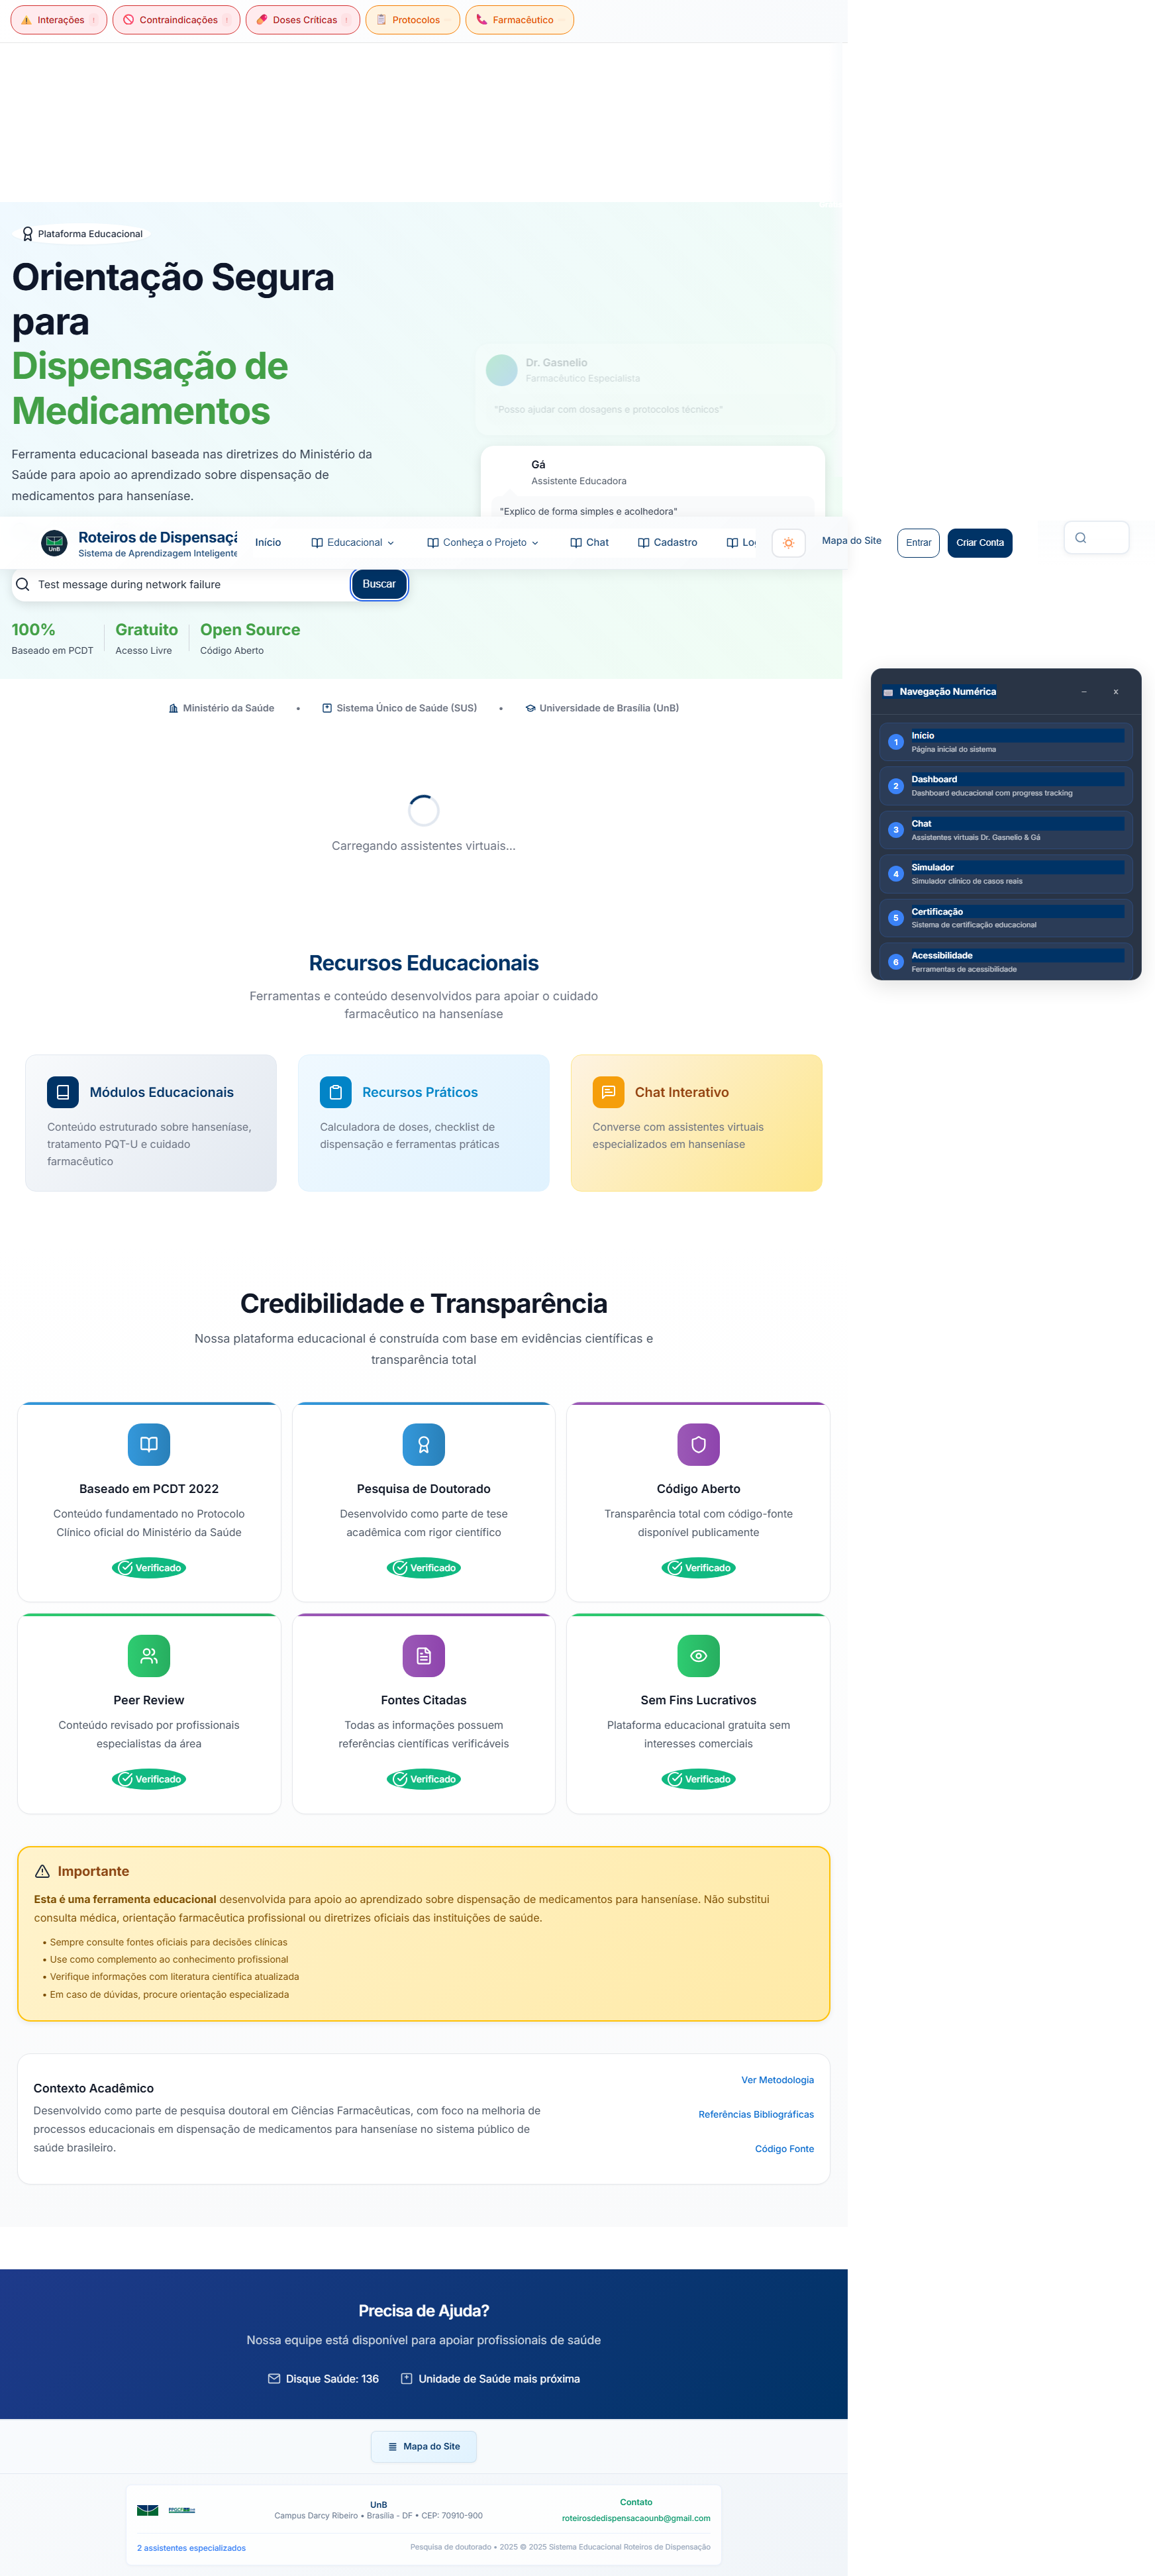 Interações !
Contraindicações !
Doses Críticas !
Protocolos
Farmacêutico
Plataforma Educacional
Orientação Segura
para
Dispensação de
Medicamentos
Ferramenta educacional baseada nas diretrizes do Ministério da
Saúde para apoio ao aprendizado sobre dispensação de
medicamentos para hanseníase.
Dr. Gasnelio
Farmacêutico Especialista
"Posso ajudar com dosagens e protocolos técnicos"
Gá
Assistente Educadora
"Explico de forma simples e acolhedora"
UnB
Roteiros de Dispensaçã
Sistema de Aprendizagem Inteligente
Início
Educacional
Conheça o Projeto
Chat
Cadastro
Mapa do Site
Entrar
Criar Conta
Test message during network failure
Buscar
100%
Baseado em PCDT
Gratuito
Acesso Livre
Open Source
Código Aberto
Ministério da Saúde • Sistema Único de Saúde (SUS) • Universidade de Brasília (UnB)
Navegação Numérica – x
1 Início
Página inicial do sistema
2 Dashboard
Dashboard educacional com progress tracking
3 Chat
Assistentes virtuais Dr. Gasnelio & Gá
4 Simulador
Simulador clínico de casos reais
5 Certificação
Sistema de certificação educacional
6 Acessibilidade
Ferramentas de acessibilidade
Carregando assistentes virtuais...
Recursos Educacionais
Ferramentas e conteúdo desenvolvidos para apoiar o cuidado
farmacêutico na hanseníase
Módulos Educacionais
Conteúdo estruturado sobre hanseníase,
tratamento PQT-U e cuidado
farmacêutico
Recursos Práticos
Calculadora de doses, checklist de
dispensação e ferramentas práticas
Chat Interativo
Converse com assistentes virtuais
especializados em hanseníase
Credibilidade e Transparência
Nossa plataforma educacional é construída com base em evidências científicas e
transparência total
Baseado em PCDT 2022
Conteúdo fundamentado no Protocolo
Clínico oficial do Ministério da Saúde
Verificado
Pesquisa de Doutorado
Desenvolvido como parte de tese
acadêmica com rigor científico
Verificado
Código Aberto
Transparência total com código-fonte
disponível publicamente
Verificado
Peer Review
Conteúdo revisado por profissionais
especialistas da área
Verificado
Fontes Citadas
Todas as informações possuem
referências científicas verificáveis
Verificado
Sem Fins Lucrativos
Plataforma educacional gratuita sem
interesses comerciais
Verificado
Importante
Esta é uma ferramenta educacional desenvolvida para apoio ao aprendizado sobre dispensação de medicamentos para hanseníase. Não substitui
consulta médica, orientação farmacêutica profissional ou diretrizes oficiais das instituições de saúde.
• Sempre consulte fontes oficiais para decisões clínicas
• Use como complemento ao conhecimento profissional
• Verifique informações com literatura científica atualizada
• Em caso de dúvidas, procure orientação especializada
Contexto Acadêmico
Desenvolvido como parte de pesquisa doutoral em Ciências Farmacêuticas, com foco na melhoria de
processos educacionais em dispensação de medicamentos para hanseníase no sistema público de
saúde brasileiro.
Ver Metodologia
Referências Bibliográficas
Código Fonte
Precisa de Ajuda?
Nossa equipe está disponível para apoiar profissionais de saúde
Disque Saúde: 136
Unidade de Saúde mais próxima
Mapa do Site
UnB
Campus Darcy Ribeiro • Brasília - DF • CEP: 70910-900
Contato
roteirosdedispensacaounb@gmail.com
2 assistentes especializados
Pesquisa de doutorado • 2025 © 2025 Sistema Educacional Roteiros de Dispensação